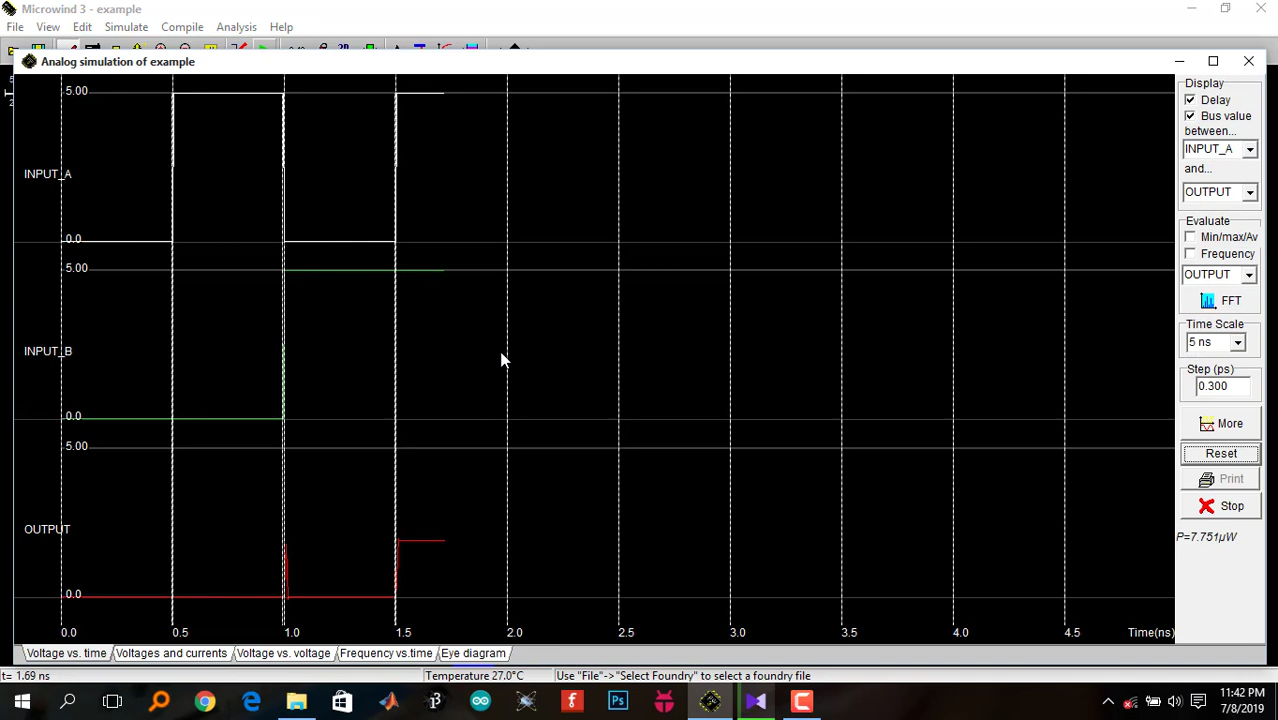 Microwind 3 - example
File View Edit Simulate Compile Analysis Help
Analog simulation of example
5.00
INPUT_A
0.0
5.00
INPUT_B
0.0
5.00
OUTPUT
0.0
0.0 0.5 1.0 1.5 2.0 2.5 3.0 3.5 4.0 4.5 Time(ns)
Display
Delay
Bus value
between...
INPUT_A
and...
OUTPUT
Evaluate
Min/max/Av
Frequency
OUTPUT
FFT
Time Scale
5 ns
Step (ps)
0.300
More
Reset
Print
Stop
P=7.751µW
Voltage vs. time Voltages and currents Voltage vs. voltage Frequency vs.time Eye diagram
t= 1.69 ns Temperature 27.0°C Use "File"->"Select Foundry" to select a foundry file
Ps
11:42 PM
7/8/2019